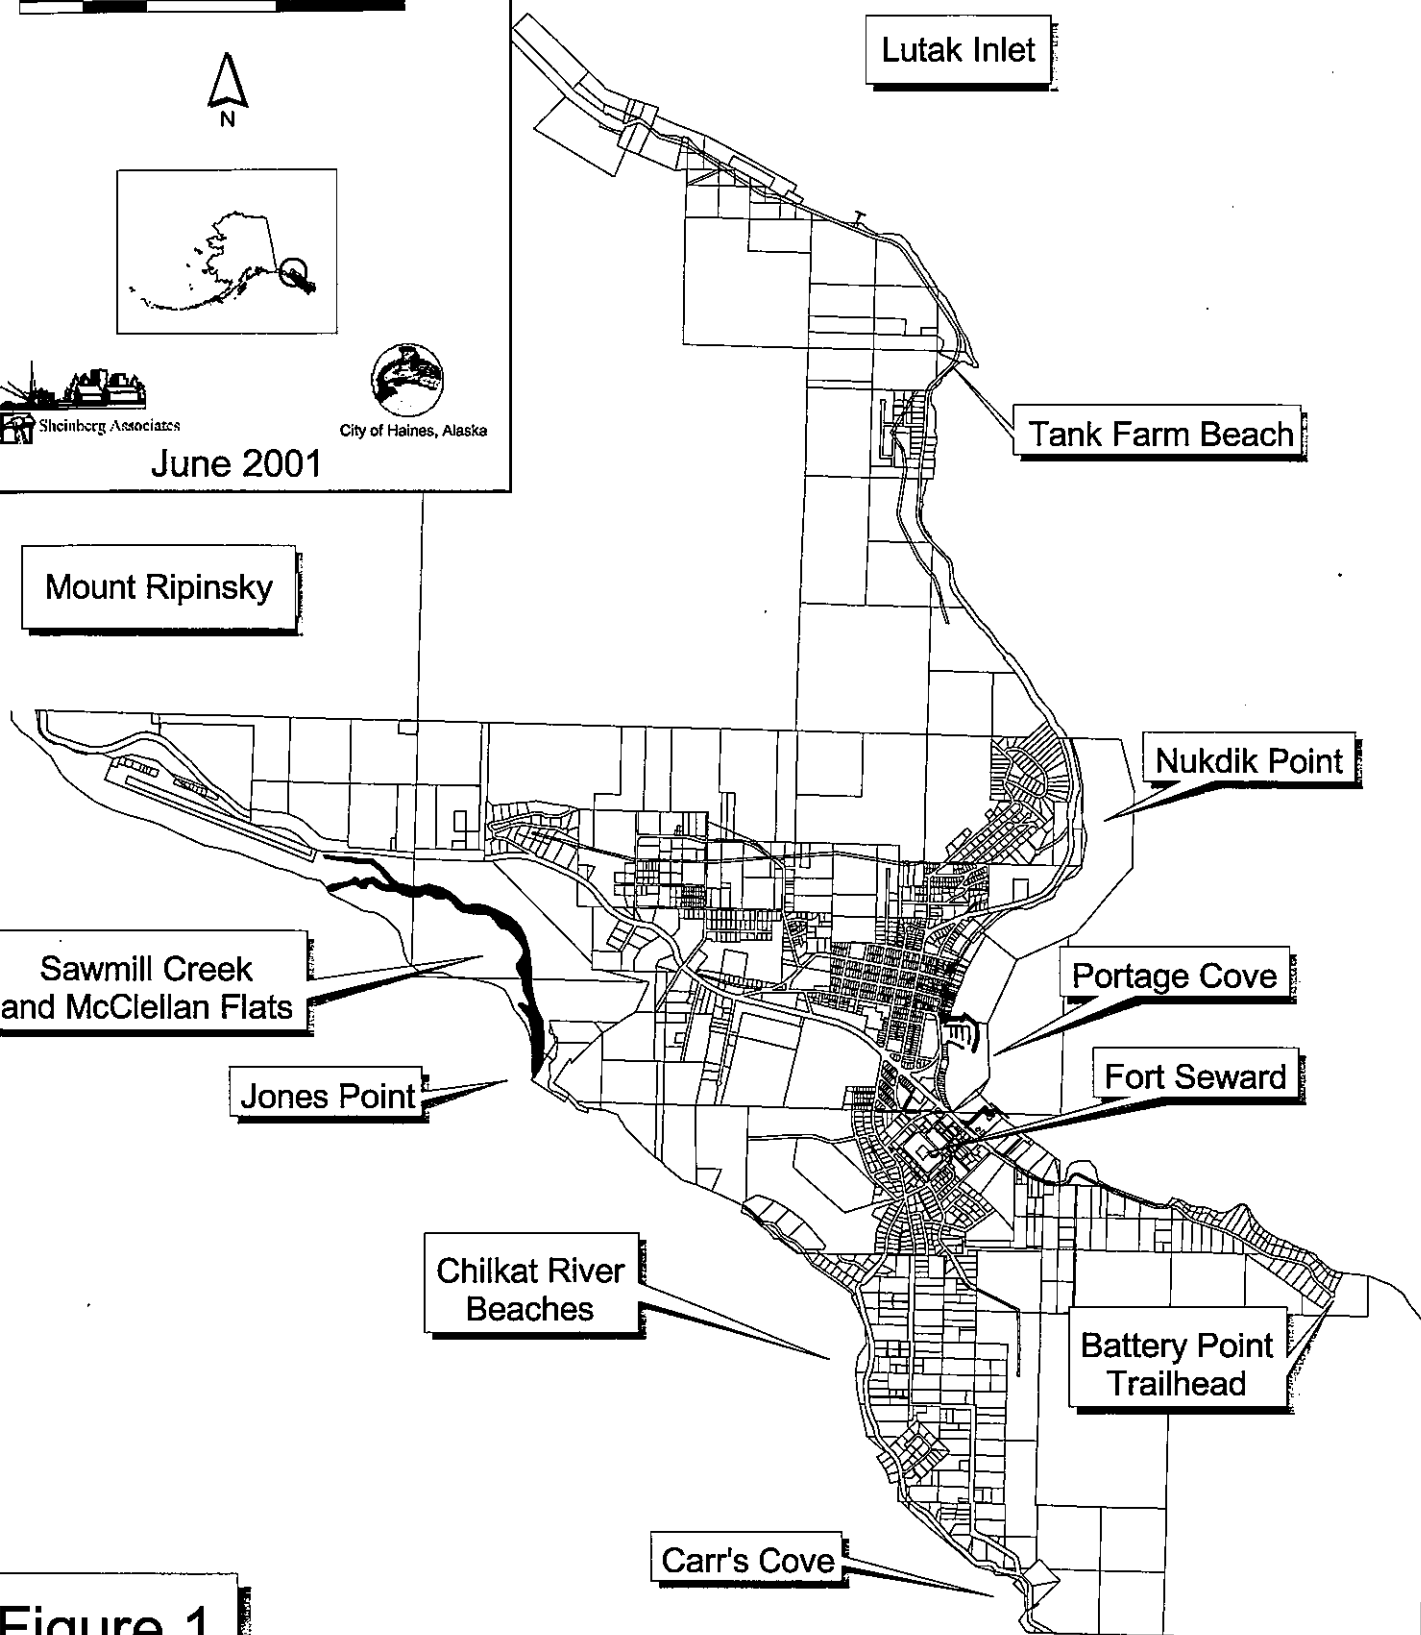 Lutak Inlet
N
Sheinberg Associates
City of Haines, Alaska
June 2001
Tank Farm Beach
Mount Ripinsky
Nukdik Point
Sawmill Creek
and McClellan Flats
Portage Cove
Jones Point
Fort Seward
Chilkat River
Beaches
Battery Point
Trailhead
Carr's Cove
Figure 1